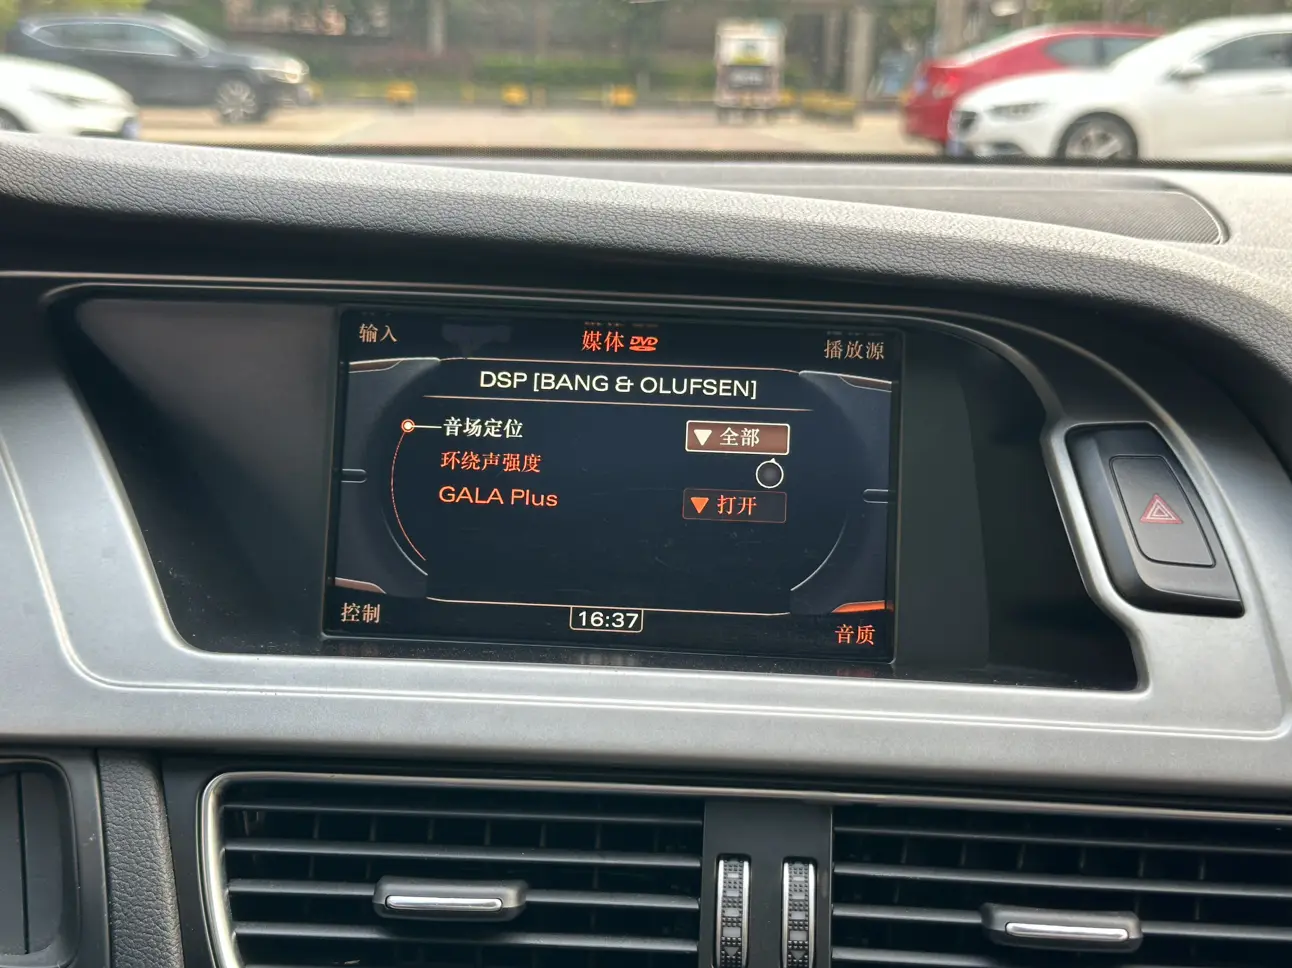 输入
媒体 DVD
播放源
DSP [BANG & OLUFSEN]
音场定位 ▼ 全部
环绕声强度
GALA Plus ▼ 打开
控制
16:37
音质